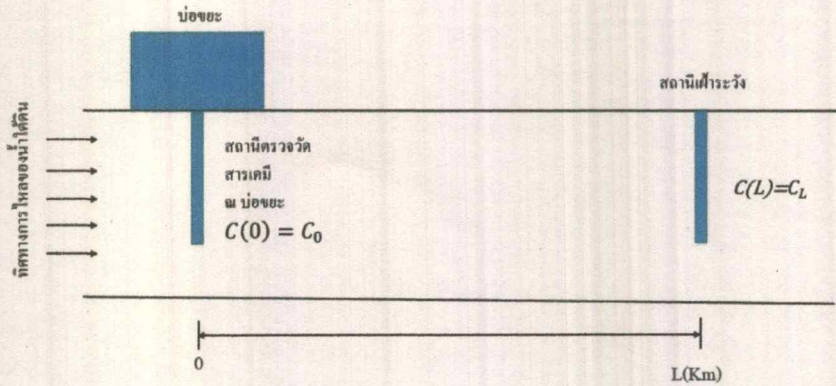 บ่อขยะ
สถานีเฝ้าระวัง
ทิศทางการไหลของน้ำใต้ดิน
สถานีตรวจวัด
สารเคมี
ณ บ่อขยะ
C(0) = C₀
C(L)=C_L
0
L(Km)